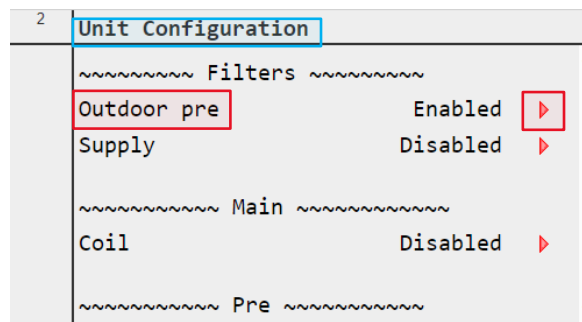 2
Unit Configuration
~~~~~~~~~ Filters ~~~~~~~~~
Outdoor pre Enabled
Supply Disabled
~~~~~~~~~~~ Main ~~~~~~~~~~~~
Coil Disabled
~~~~~~~~~~~ Pre ~~~~~~~~~~~